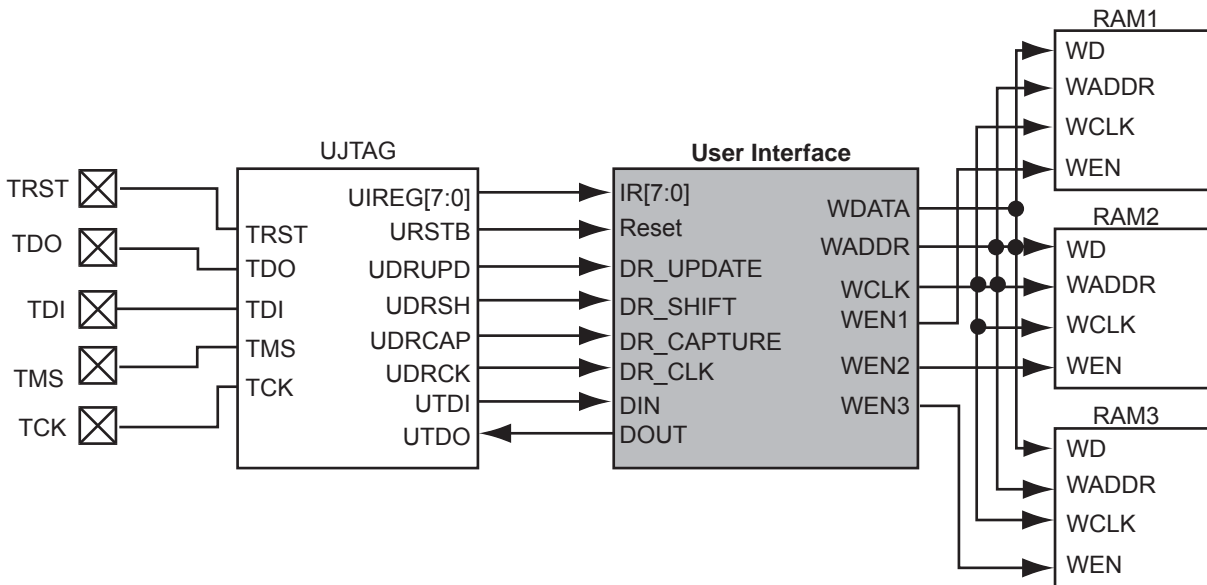 TRST
TDO
TDI
TMS
TCK
UJTAG
TRST
TDO
TDI
TMS
TCK
UIREG[7:0]
URSTB
UDRUPD
UDRSH
UDRCAP
UDRCK
UTDI
UTDO
User Interface
IR[7:0]
Reset
DR_UPDATE
DR_SHIFT
DR_CAPTURE
DR_CLK
DIN
DOUT
WDATA
WADDR
WCLK
WEN1
WEN2
WEN3
RAM1
WD
WADDR
WCLK
WEN
RAM2
WD
WADDR
WCLK
WEN
RAM3
WD
WADDR
WCLK
WEN